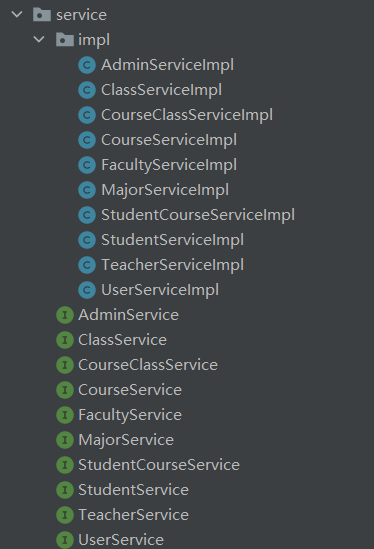 service
impl
AdminServiceImpl
ClassServiceImpl
CourseClassServiceImpl
CourseServiceImpl
FacultyServiceImpl
MajorServiceImpl
StudentCourseServiceImpl
StudentServiceImpl
TeacherServiceImpl
UserServiceImpl
AdminService
ClassService
CourseClassService
CourseService
FacultyService
MajorService
StudentCourseService
StudentService
TeacherService
UserService